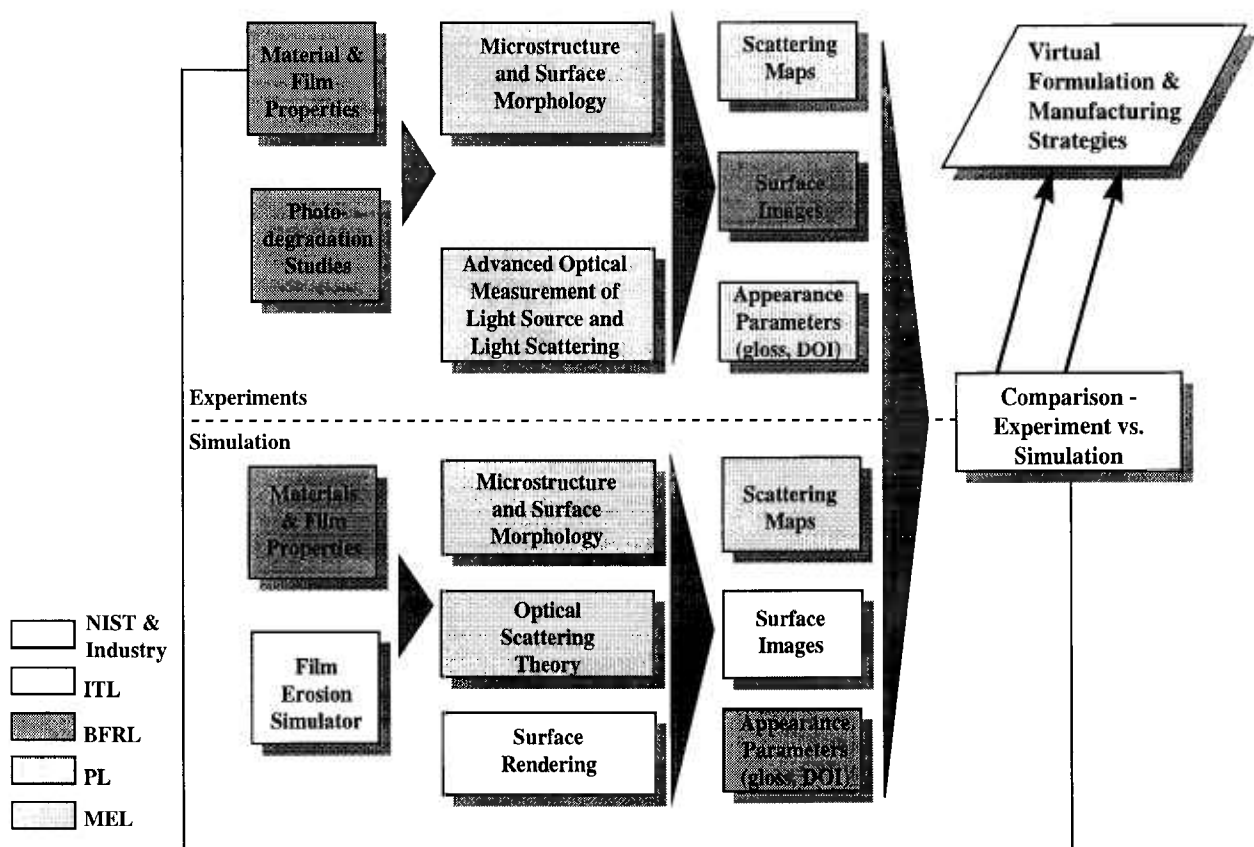 Material &
Film
Properties
Photo-
degradation
Studies
Microstructure
and Surface
Morphology
Advanced Optical
Measurement of
Light Source and
Light Scattering
Scattering
Maps
Surface
Images
Appearance
Parameters
(gloss, DOI)
Virtual
Formulation &
Manufacturing
Strategies
Comparison -
Experiment vs.
Simulation
Experiments
Simulation
Materials
& Film
Properties
Film
Erosion
Simulator
Microstructure
and Surface
Morphology
Optical
Scattering
Theory
Surface
Rendering
Scattering
Maps
Surface
Images
Appearance
Parameters
(gloss, DOI)
NIST &
Industry
ITL
BFRL
PL
MEL